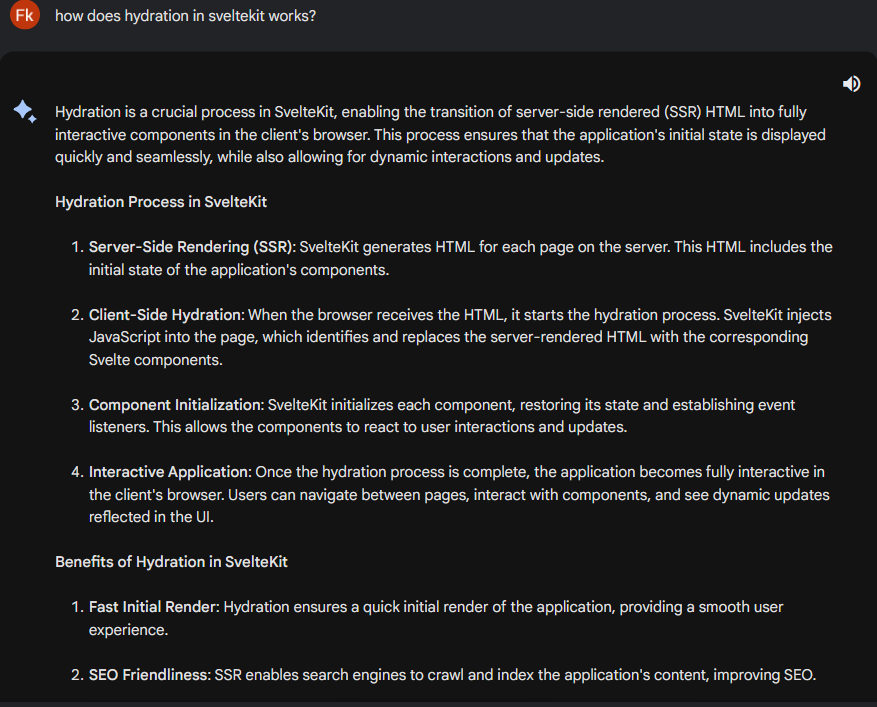 Fk
how does hydration in sveltekit works?
Hydration is a crucial process in SvelteKit, enabling the transition of server-side rendered (SSR) HTML into fully
interactive components in the client's browser. This process ensures that the application's initial state is displayed
quickly and seamlessly, while also allowing for dynamic interactions and updates.
Hydration Process in SvelteKit
1. Server-Side Rendering (SSR): SvelteKit generates HTML for each page on the server. This HTML includes the
initial state of the application's components.
2. Client-Side Hydration: When the browser receives the HTML, it starts the hydration process. SvelteKit injects
JavaScript into the page, which identifies and replaces the server-rendered HTML with the corresponding
Svelte components.
3. Component Initialization: SvelteKit initializes each component, restoring its state and establishing event
listeners. This allows the components to react to user interactions and updates.
4. Interactive Application: Once the hydration process is complete, the application becomes fully interactive in
the client's browser. Users can navigate between pages, interact with components, and see dynamic updates
reflected in the UI.
Benefits of Hydration in SvelteKit
1. Fast Initial Render: Hydration ensures a quick initial render of the application, providing a smooth user
experience.
2. SEO Friendliness: SSR enables search engines to crawl and index the application's content, improving SEO.